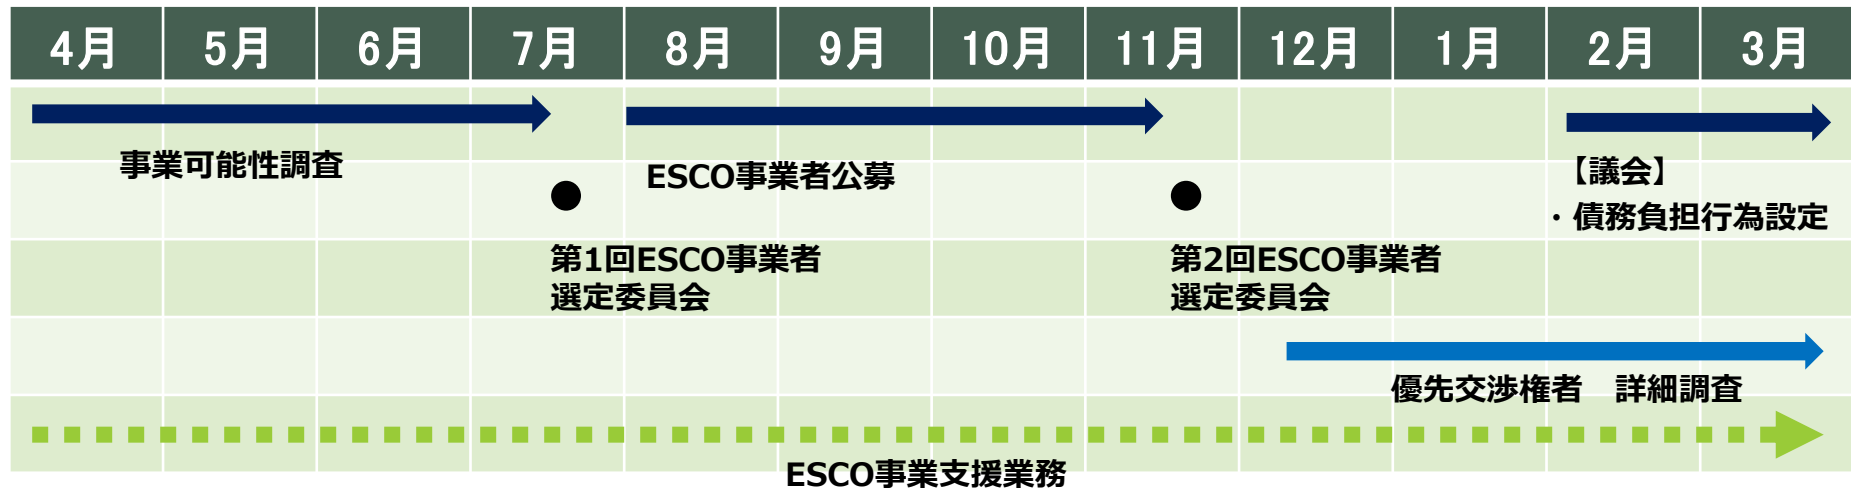 4月 5月 6月 7月 8月 9月 10月 11月 12月 1月 2月 3月
事業可能性調査
ESCO事業者公募
【議会】
・債務負担行為設定
第1回ESCO事業者
選定委員会
第2回ESCO事業者
選定委員会
優先交渉権者　詳細調査
ESCO事業支援業務